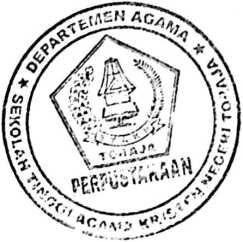 ★ DEPARTEMEN AGAMA ★
SEKOLAH TINGGI AGAMA KRISTEN NEGERI TORAJA
TORAJA
PERPUSTAKAAN